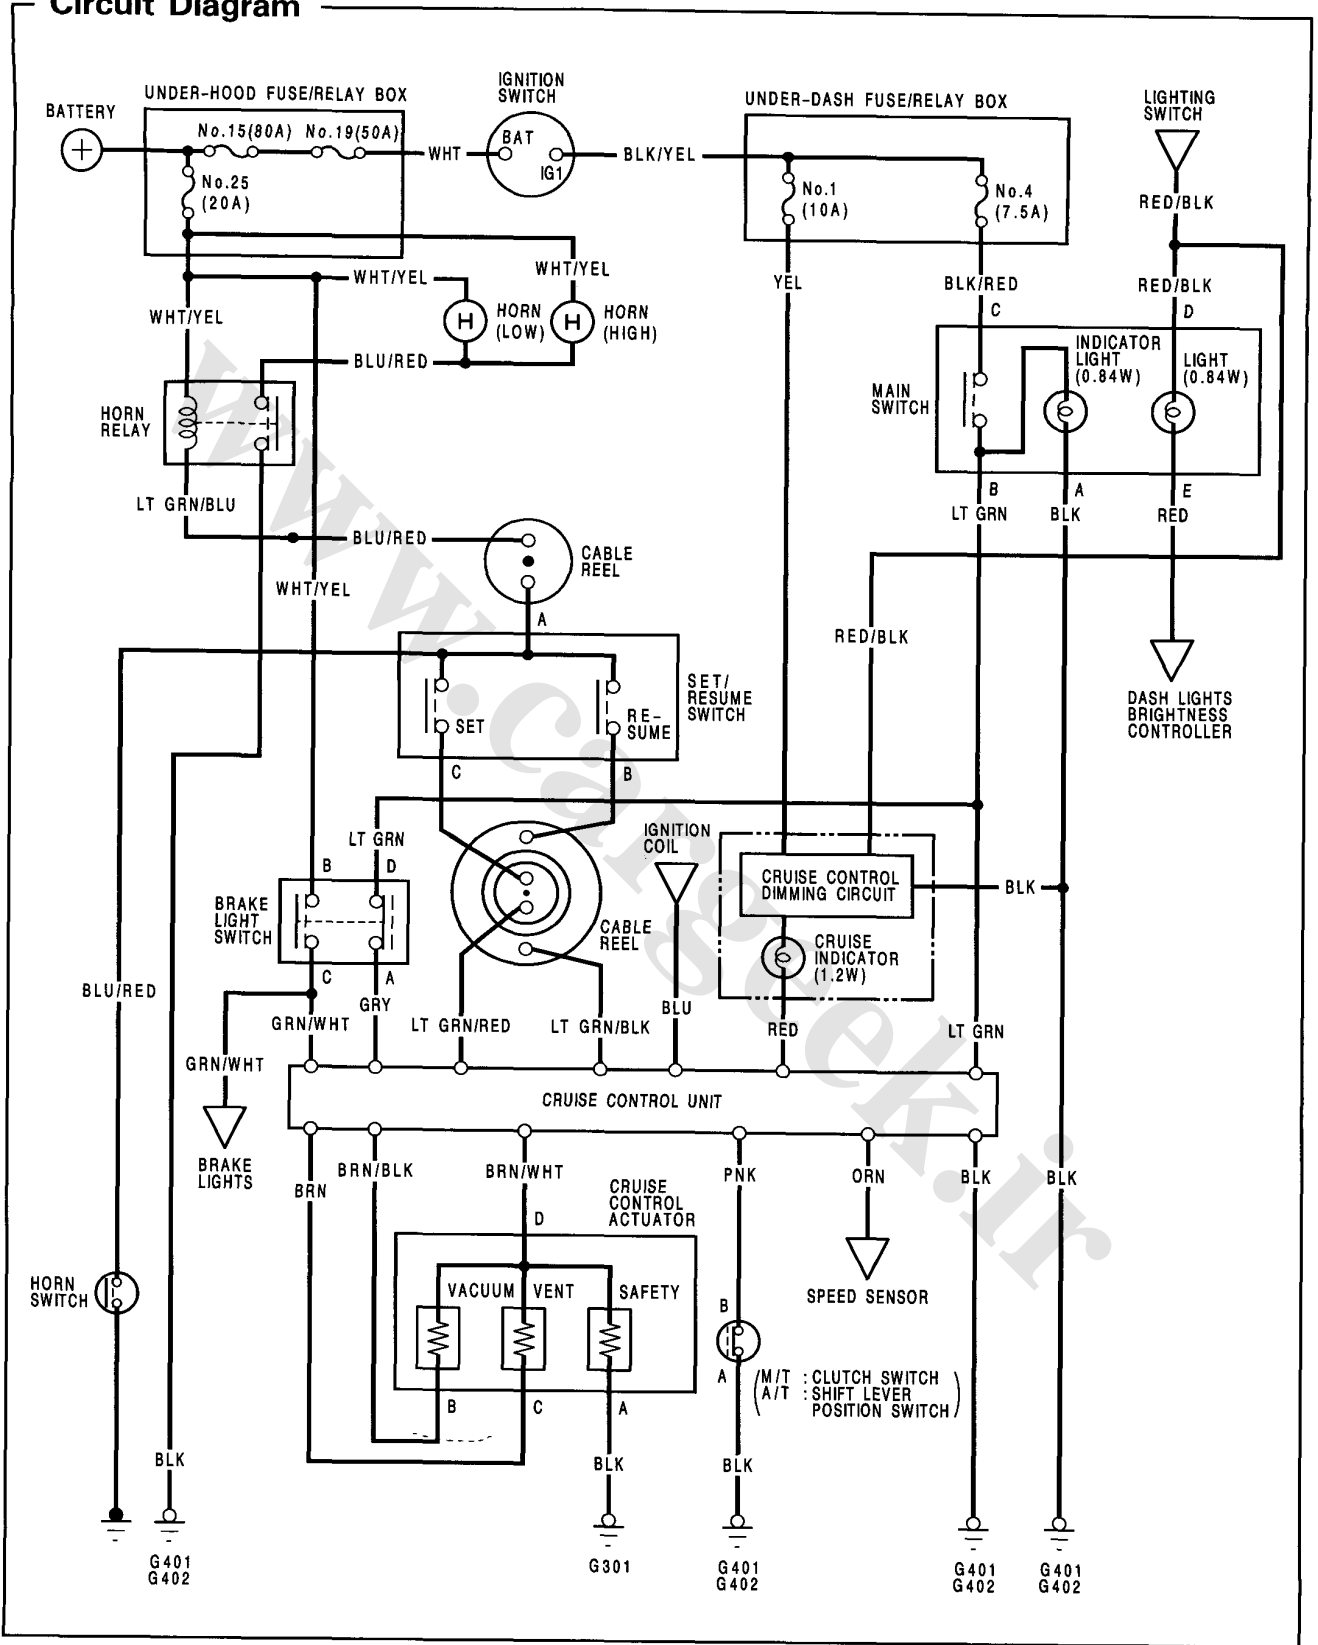 Circuit Diagram
BATTERY
UNDER-HOOD FUSE/RELAY BOX
No.15(80A) No.19(50A)
No.25
(20A)
WHT
IGNITION
SWITCH
BAT
IG1
BLK/YEL
UNDER-DASH FUSE/RELAY BOX
No.1
(10A)
No.4
(7.5A)
LIGHTING
SWITCH
RED/BLK
WHT/YEL
WHT/YEL
WHT/YEL
HORN
(LOW)
HORN
(HIGH)
BLU/RED
YEL
BLK/RED
C
RED/BLK
D
INDICATOR
LIGHT
(0.84W)
LIGHT
(0.84W)
MAIN
SWITCH
HORN
RELAY
H
H
B
A
E
LT GRN
BLK
RED
LT GRN/BLU
BLU/RED
CABLE
REEL
WHT/YEL
A
RED/BLK
SET/
RESUME
SWITCH
SET
RE-
SUME
DASH LIGHTS
BRIGHTNESS
CONTROLLER
C
B
LT GRN
IGNITION
COIL
B
D
BRAKE
LIGHT
SWITCH
CRUISE CONTROL
DIMMING CIRCUIT
BLK
CABLE
REEL
CRUISE
INDICATOR
(1.2W)
C
A
BLU/RED
GRY
GRN/WHT
LT GRN/RED
LT GRN/BLK
BLU
RED
LT GRN
GRN/WHT
CRUISE CONTROL UNIT
BRAKE
LIGHTS
BRN
BRN/BLK
BRN/WHT
PNK
ORN
BLK
BLK
CRUISE
CONTROL
ACTUATOR
D
VACUUM
VENT
SAFETY
HORN
SWITCH
SPEED SENSOR
B
A
(M/T : CLUTCH SWITCH
A/T : SHIFT LEVER
POSITION SWITCH)
B
C
A
BLK
BLK
BLK
G401
G402
G301
G401
G402
G401
G402
G401
G402
www.cargeek.ir